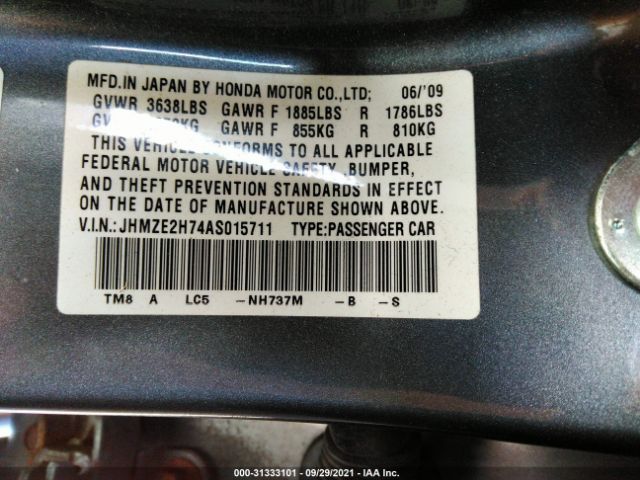 MFD.IN JAPAN BY HONDA MOTOR CO.,LTD; 06/'09
GVWR 3638LBS GAWR F 1885LBS R 1786LBS
GAWR F 855KG R 810KG
THIS VEHICLE CONFORMS TO ALL APPLICABLE
FEDERAL MOTOR VEHICLE SAFETY, BUMPER,
AND THEFT PREVENTION STANDARDS IN EFFECT
ON THE DATE OF MANUFACTURE SHOWN ABOVE.
V.I.N.:JHMZE2H74AS015711 TYPE:PASSENGER CAR
TM8 A LC5 -NH737M -B -S
000-31333101 - 09/29/2021 - IAA Inc.